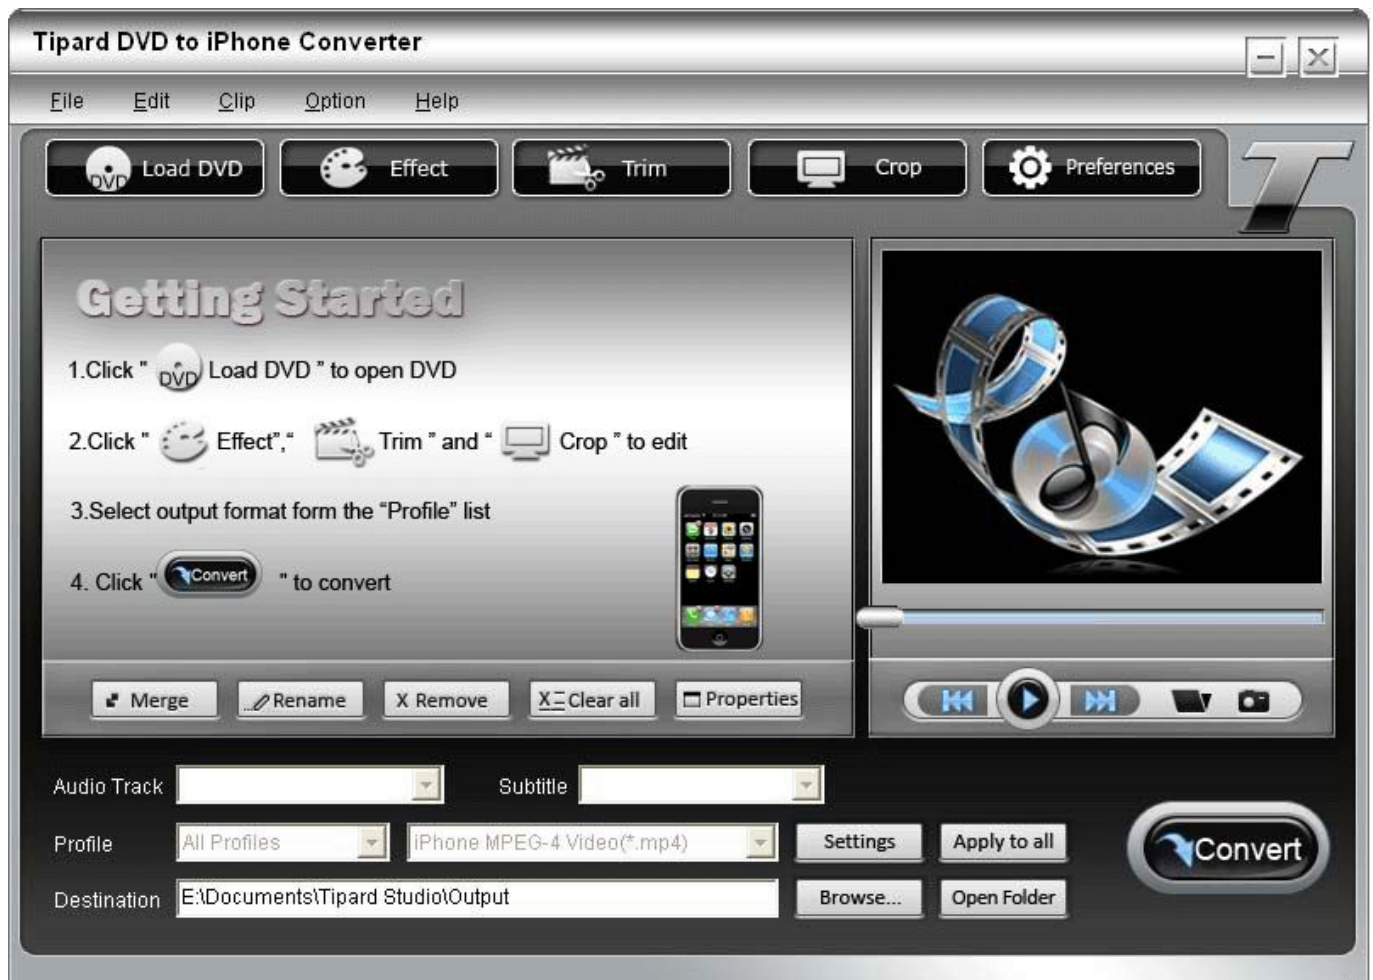 Tipard DVD to iPhone Converter
File Edit Clip Option Help
DVD Load DVD Effect Trim Crop Preferences
T
Getting Started
1.Click " DVD Load DVD " to open DVD
2.Click " Effect",“ Trim ” and “ Crop ” to edit
3.Select output format form the “Profile” list
4. Click " Convert " to convert
Merge ...Rename X Remove X Clear all Properties
Audio Track Subtitle
Profile All Profiles iPhone MPEG-4 Video(*.mp4) Settings Apply to all
Convert
Destination E:\Documents\Tipard Studio\Output Browse... Open Folder